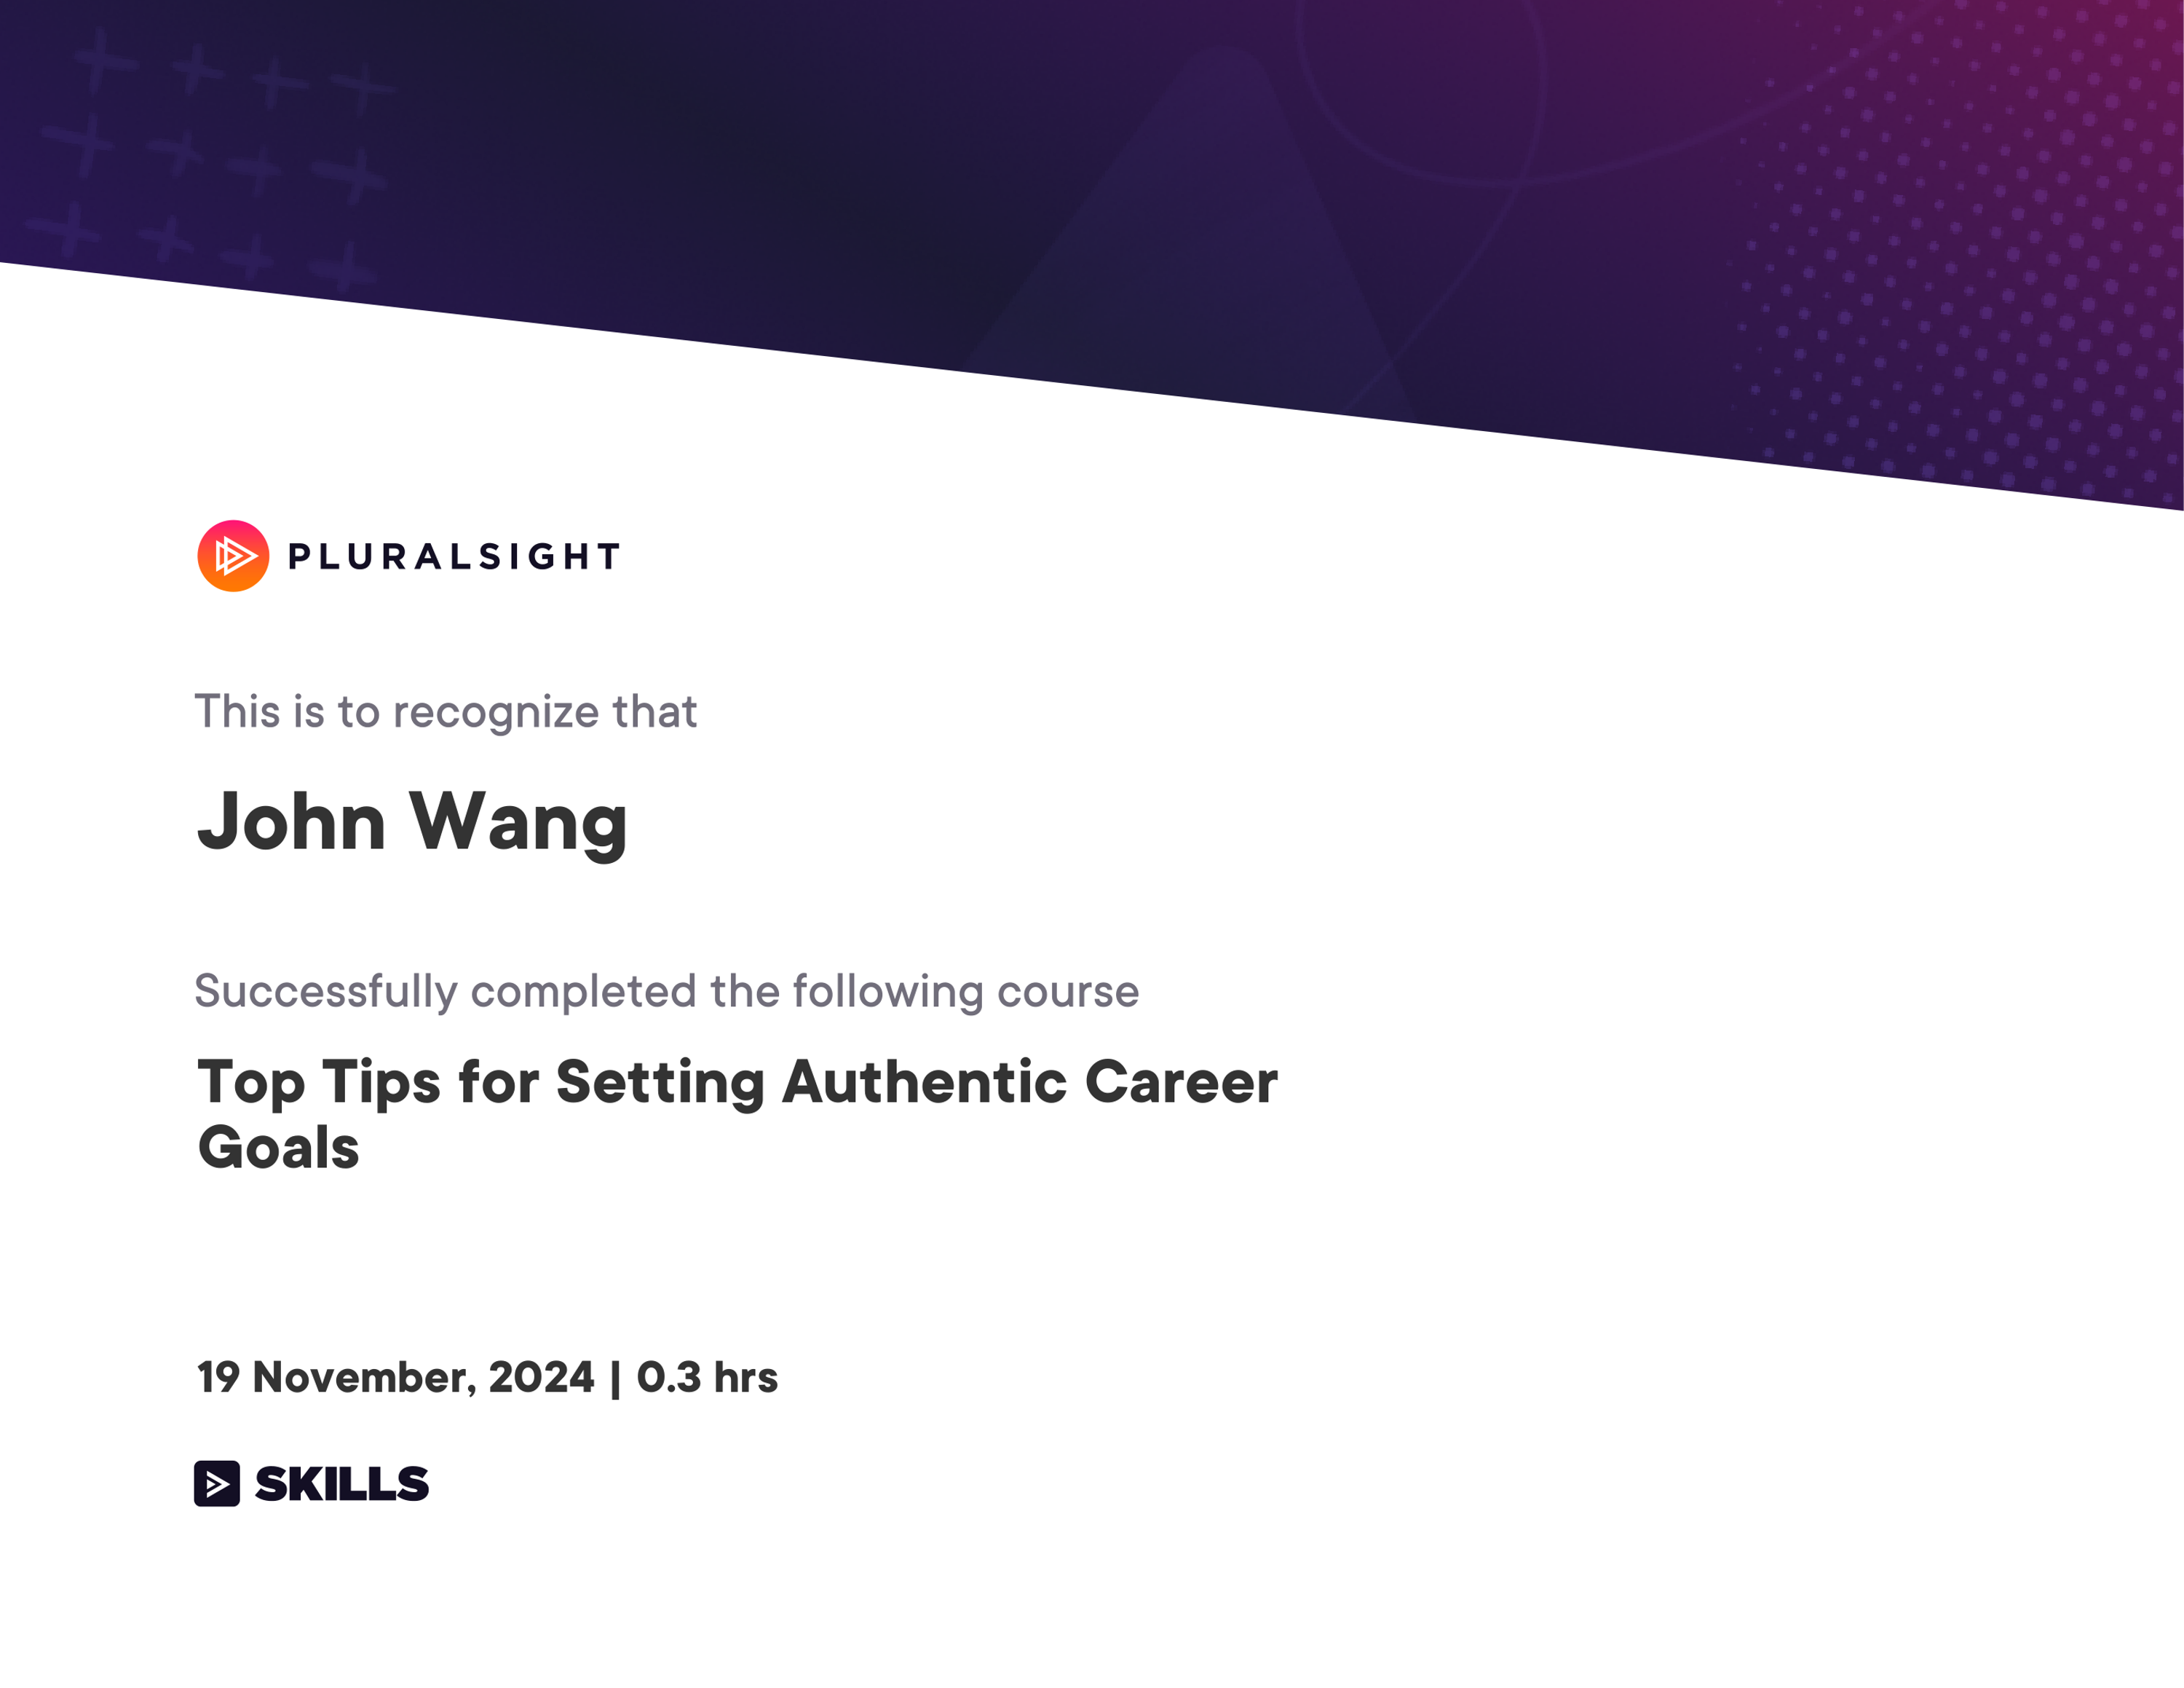 PLURALSIGHT
This is to recognize that
John Wang
Successfully completed the following course
Top Tips for Setting Authentic Career
Goals
19 November, 2024 | 0.3 hrs
SKILLS